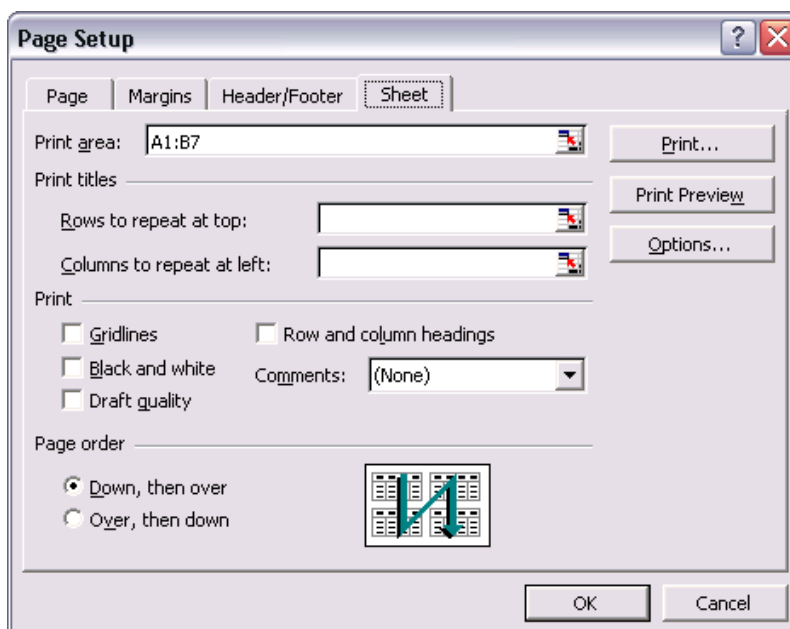 Page Setup
Page Margins Header/Footer Sheet
Print area: A1:B7
Print...
Print titles
Print Preview
Rows to repeat at top:
Options...
Columns to repeat at left:
Print
Gridlines Row and column headings
Black and white Comments: (None)
Draft quality
Page order
Down, then over
Over, then down
OK Cancel